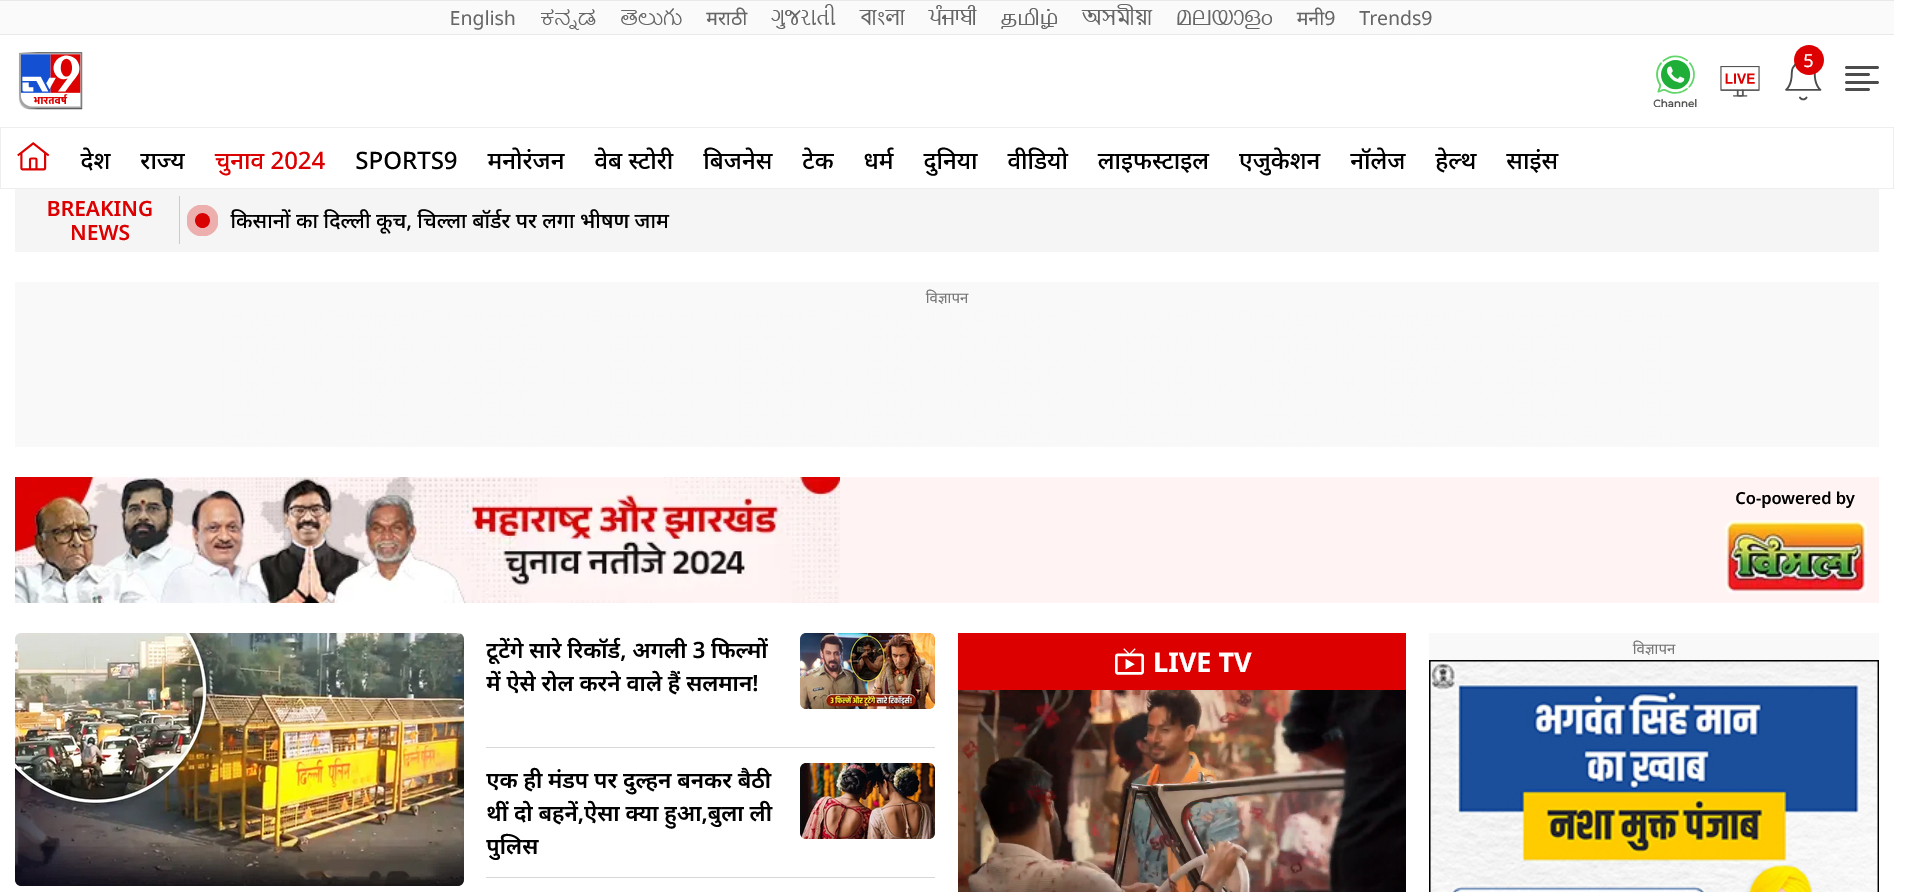 English ಕನ್ನಡ తెలుగు मराठी ગુજરાતી বাংলা ਪੰਜਾਬੀ தமிழ் অসমীয়া മലയാളം मनी9 Trends9
TV9
भारतवर्ष
Channel
LIVE
5
देश राज्य चुनाव 2024 SPORTS9 मनोरंजन वेब स्टोरी बिजनेस टेक धर्म दुनिया वीडियो लाइफस्टाइल एजुकेशन नॉलेज हेल्थ साइंस
BREAKING
NEWS
किसानों का दिल्ली कूच, चिल्ला बॉर्डर पर लगा भीषण जाम
विज्ञापन
महाराष्ट्र और झारखंड
चुनाव नतीजे 2024
Co-powered by
विमल
दिल्ली पुलिस
टूटेंगे सारे रिकॉर्ड, अगली 3 फिल्मों
में ऐसे रोल करने वाले हैं सलमान!
3 फिल्में और टूटेंगे सारे रिकॉर्ड्स!
एक ही मंडप पर दुल्हन बनकर बैठी
थीं दो बहनें,ऐसा क्या हुआ,बुला ली
पुलिस
LIVE TV
विज्ञापन
भगवंत सिंह मान
का ख़्वाब
नशा मुक्त पंजाब